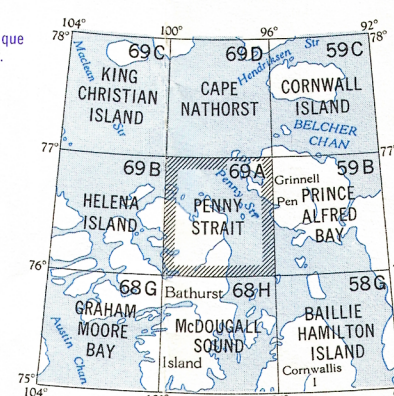 que
.
104°
100°
96°
92°
78°
78°
69C
69D
59C
Maclean Str
Hendriksen Str
KING
CHRISTIAN
ISLAND
CAPE
NATHORST
CORNWALL
ISLAND
BELCHER
CHAN
77°
77°
69B
69A
59B
Penny Str
Grinnell
Pen
HELENA
ISLAND
PENNY
STRAIT
PRINCE
ALFRED
BAY
76°
76°
68G
Bathurst
68H
58G
GRAHAM
MOORE
BAY
Austin Chan
McDOUGALL
SOUND
Island
BAILLIE
HAMILTON
ISLAND
Cornwallis
I
75°
104°
100°
96°